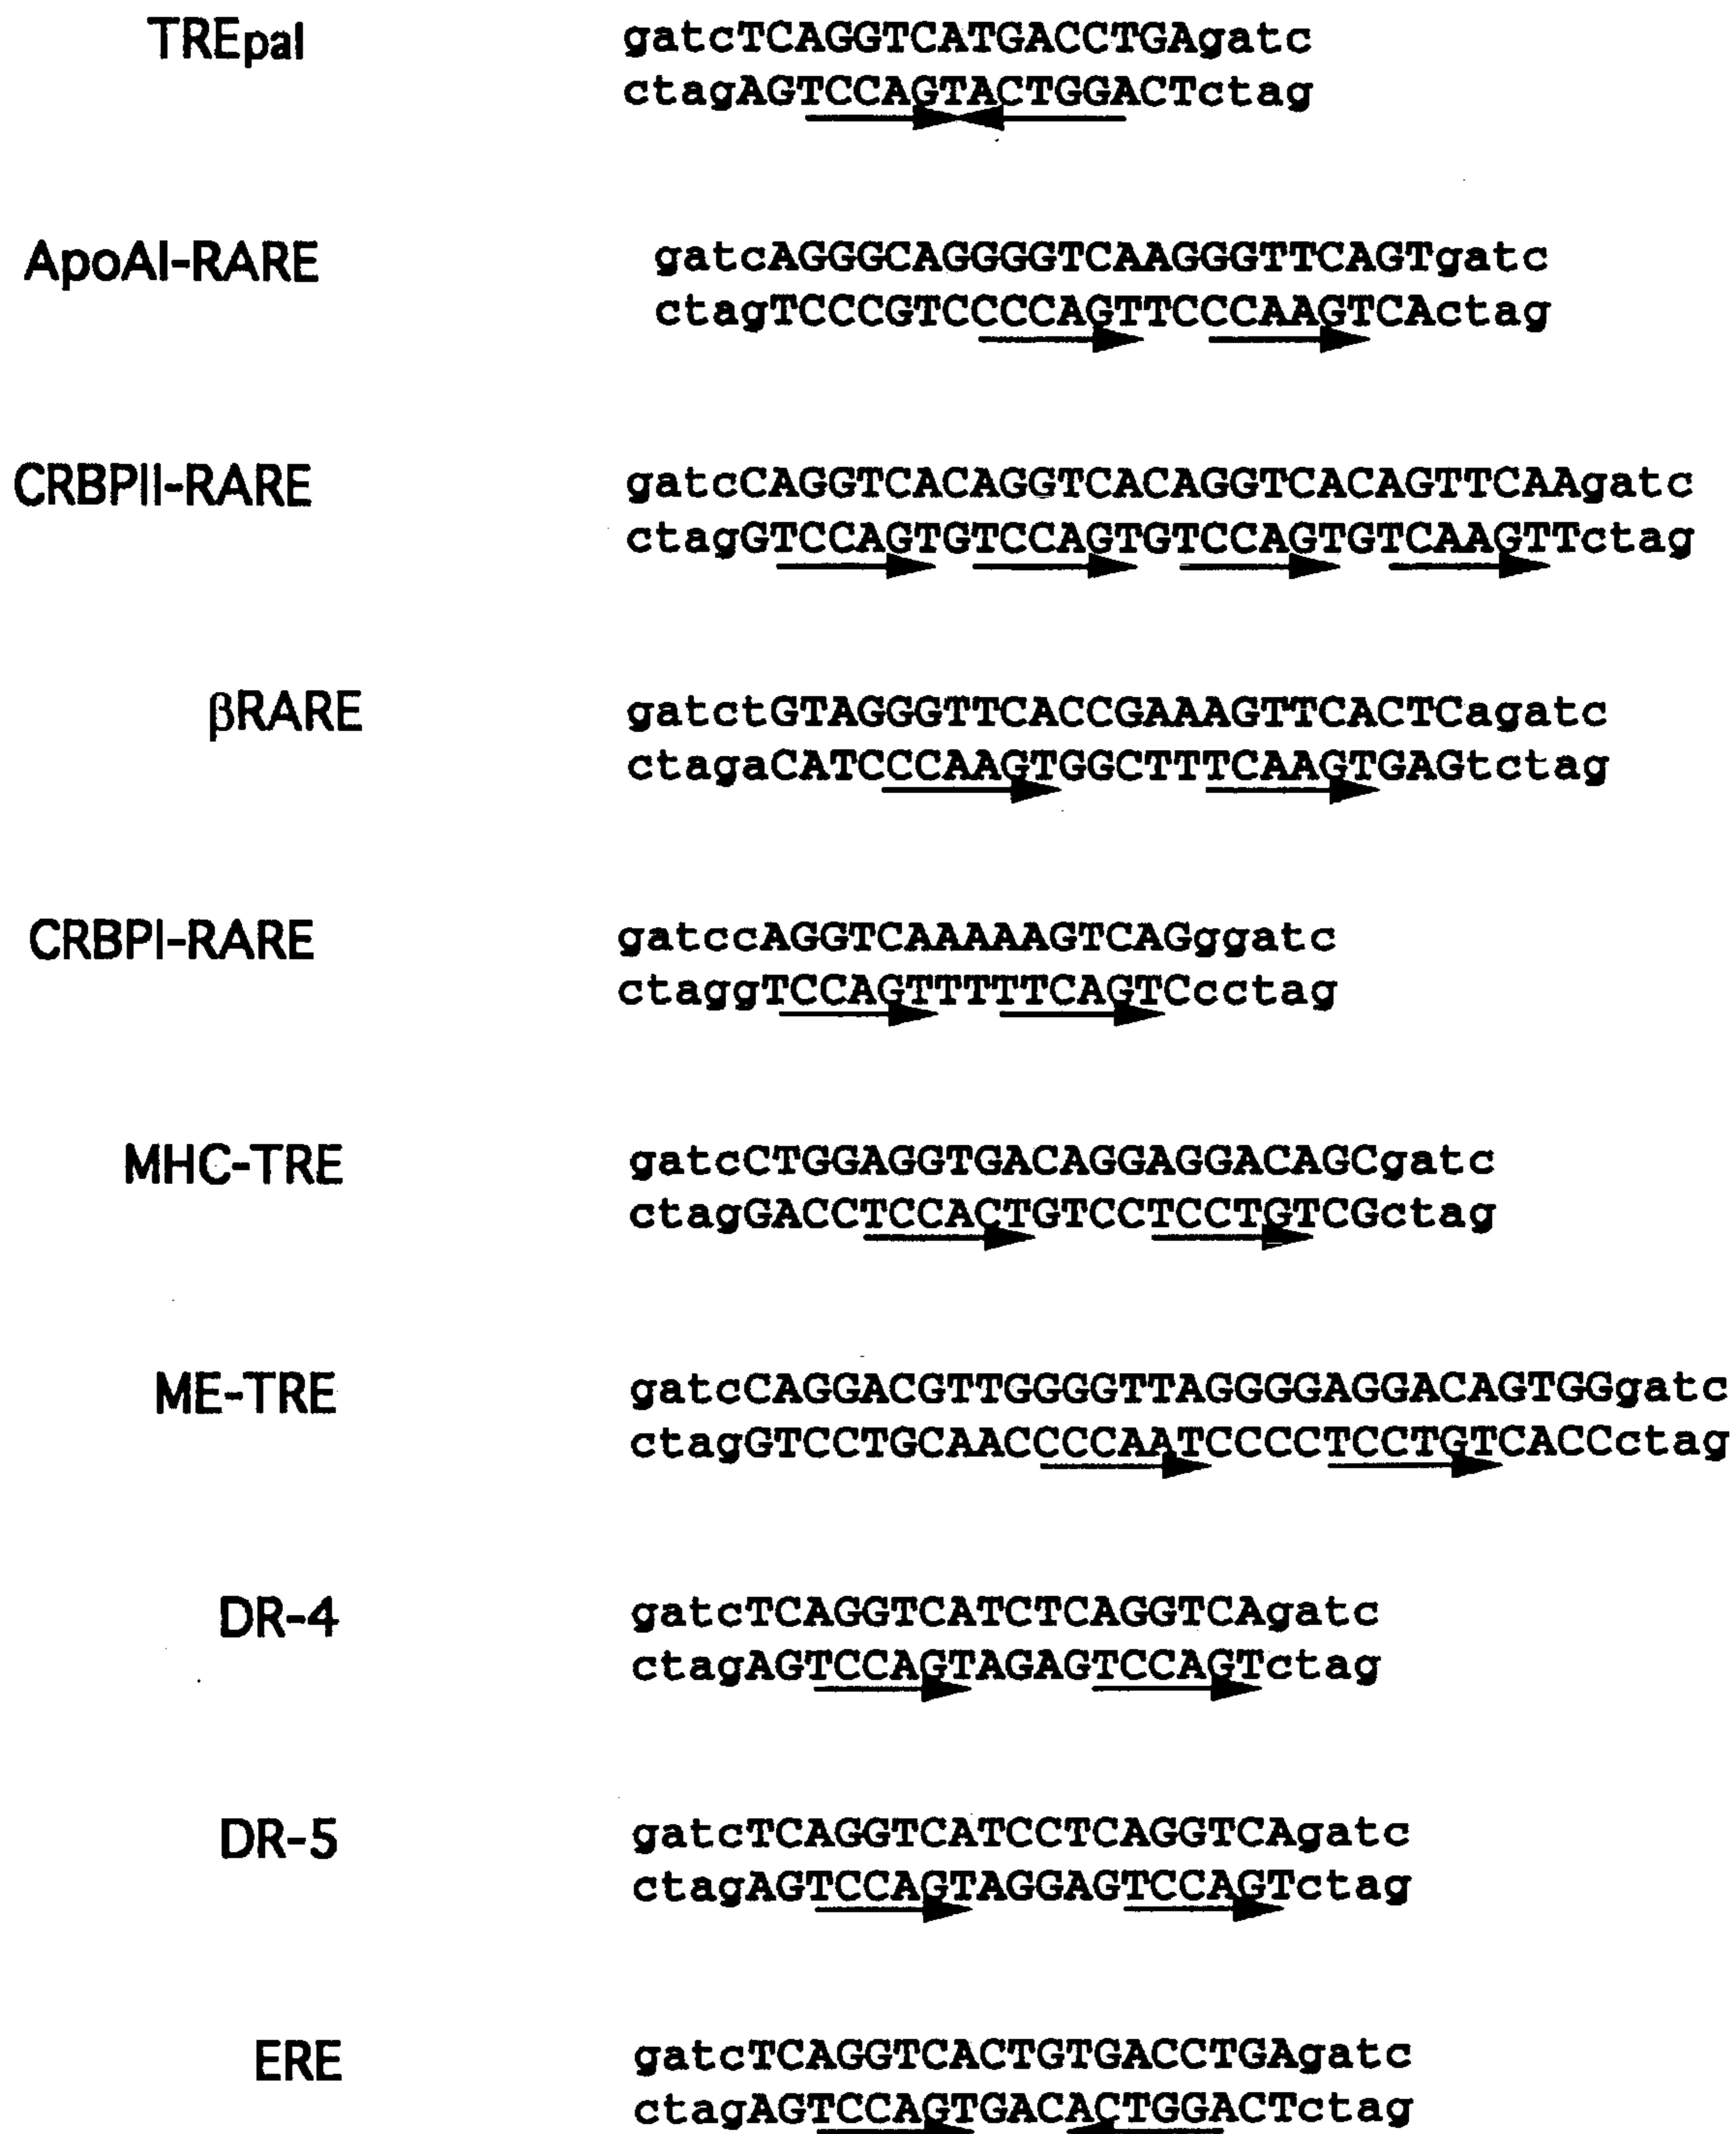 TREpal gatcTCAGGTCATGACCTGAgatc
ctagAGTCCAGTACTGGACTctag
ApoAI-RARE gatcAGGGCAGGGGTCAAGGGTTCAGTgatc
ctagTCCCGTCCCCAGTTCCCAAGTCActag
CRBPII-RARE gatcCAGGTCACAGGTCACAGGTCACAGTTCAAgatc
ctagGTCCAGTGTCCAGTGTCCAGTGTCAAGTTctag
βRARE gatctGTAGGGTTCACCGAAAGTTCACTCagatc
ctagaCATCCCAAGTGGCTTTCAAGTGAGtctag
CRBPI-RARE gatccAGGTCAAAAAGTCAGggatc
ctaggTCCAGTTTTTCAGTCcctag
MHC-TRE gatcCTGGAGGTGACAGGAGGACAGCgatc
ctagGACCTCCACTGTCCTCCTGTCGctag
ME-TRE gatcCAGGACGTTGGGGTTAGGGGAGGACAGTGGgatc
ctagGTCCTGCAACCCCAATCCCCTCCTGTCACCctag
DR-4 gatcTCAGGTCATCTCAGGTCAgatc
ctagAGTCCAGTAGAGTCCAGTctag
DR-5 gatcTCAGGTCATCCTCAGGTCAgatc
ctagAGTCCAGTAGGAGTCCAGTctag
ERE gatcTCAGGTCACTGTGACCTGAgatc
ctagAGTCCAGTGACACTGGACTctag